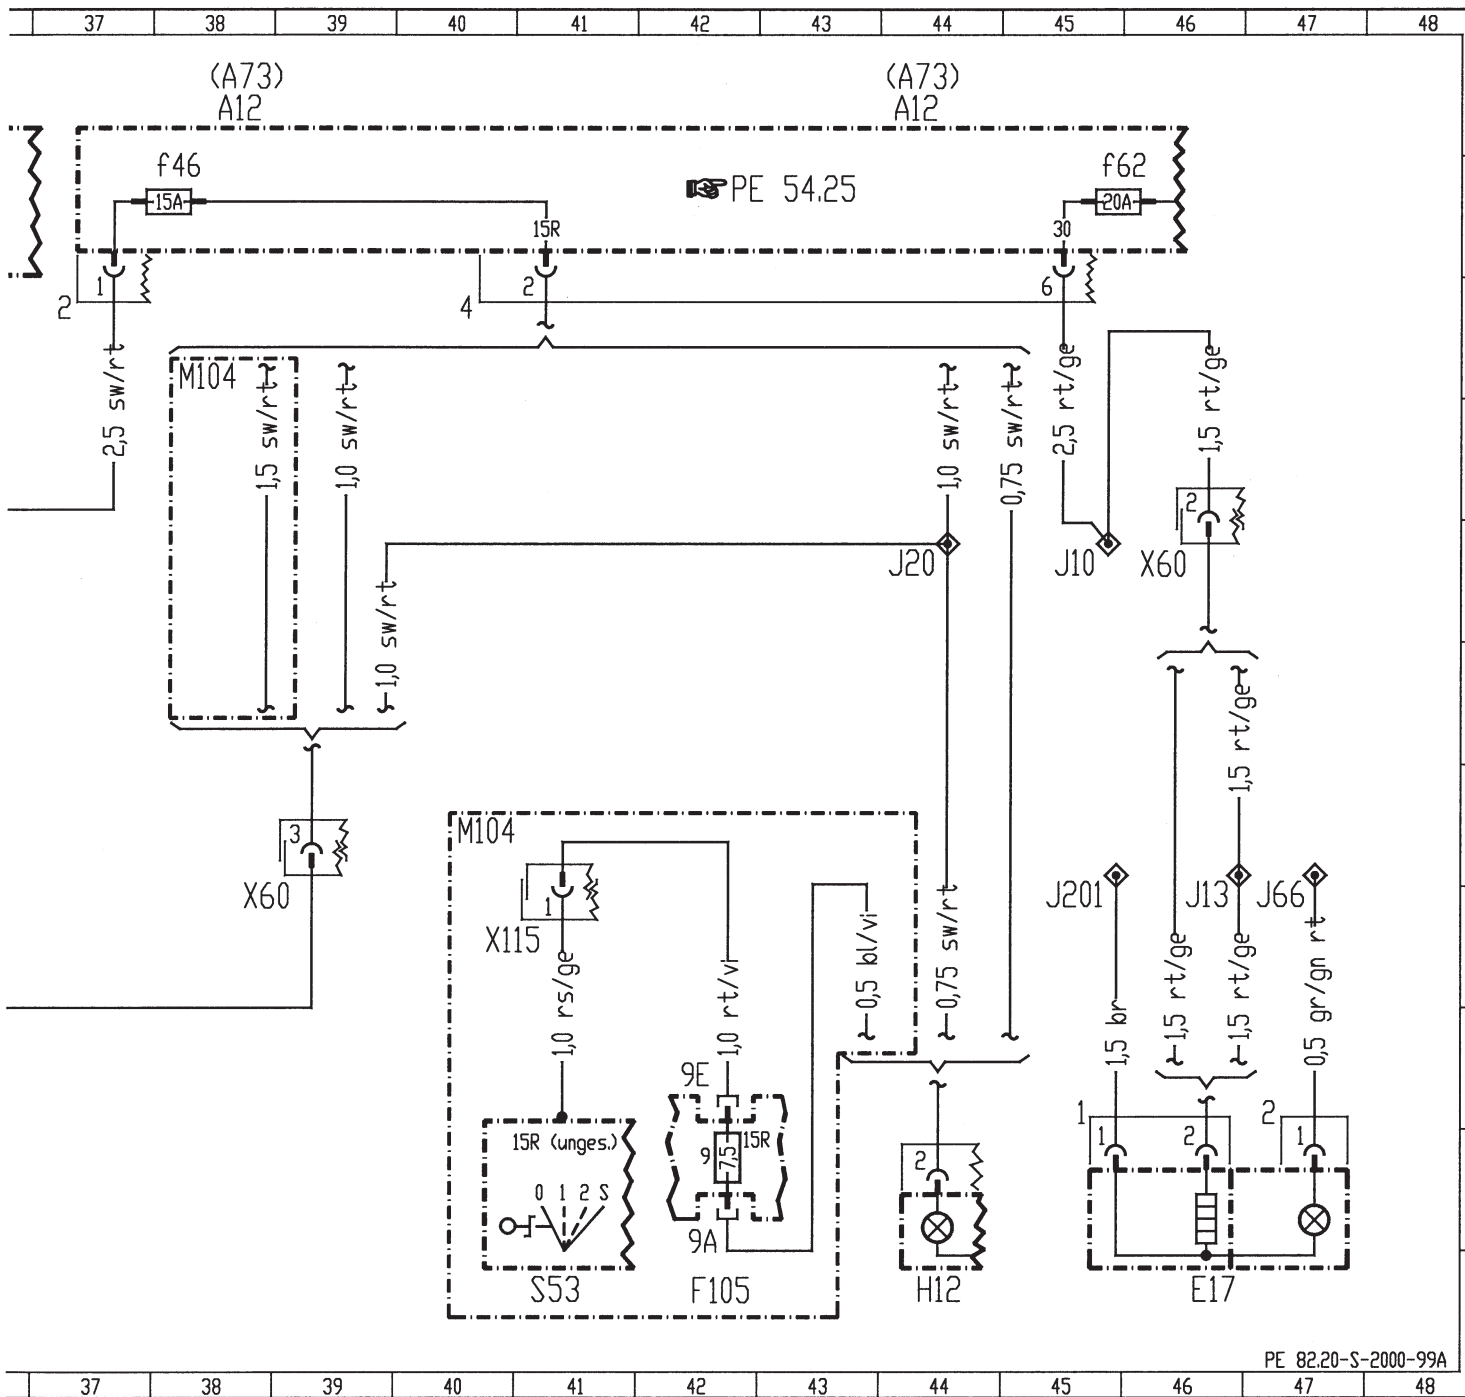 37 38 39 40 41 42 43 44 45 46 47 48
(A73) (A73)
A12 A12
f46 f62
PE 54.25
15A 20A
15R 30
1 2 6
2 4
2,5 sw/rt
M104
1,5 sw/rt
1,0 sw/rt
1,0 sw/rt
0,75 sw/rt
2,5 rt/ge
1,5 rt/ge
2
J20 J10 X60
1,0 sw/rt
1,5 rt/ge
M104
3
X60
J201 J13 J66
1
X115
1,0 rs/ge
1,0 rt/vi
0,5 bl/vi
0,75 sw/rt
1,5 br
1,5 rt/ge
1,5 rt/ge
0,5 gr/gn rt
9E
1 2
15R (unges.)
9 7,5 15R
2 1 2 1
0 1 2 S
9A
S53 F105 H12 E17
PE 82.20-S-2000-99A
37 38 39 40 41 42 43 44 45 46 47 48